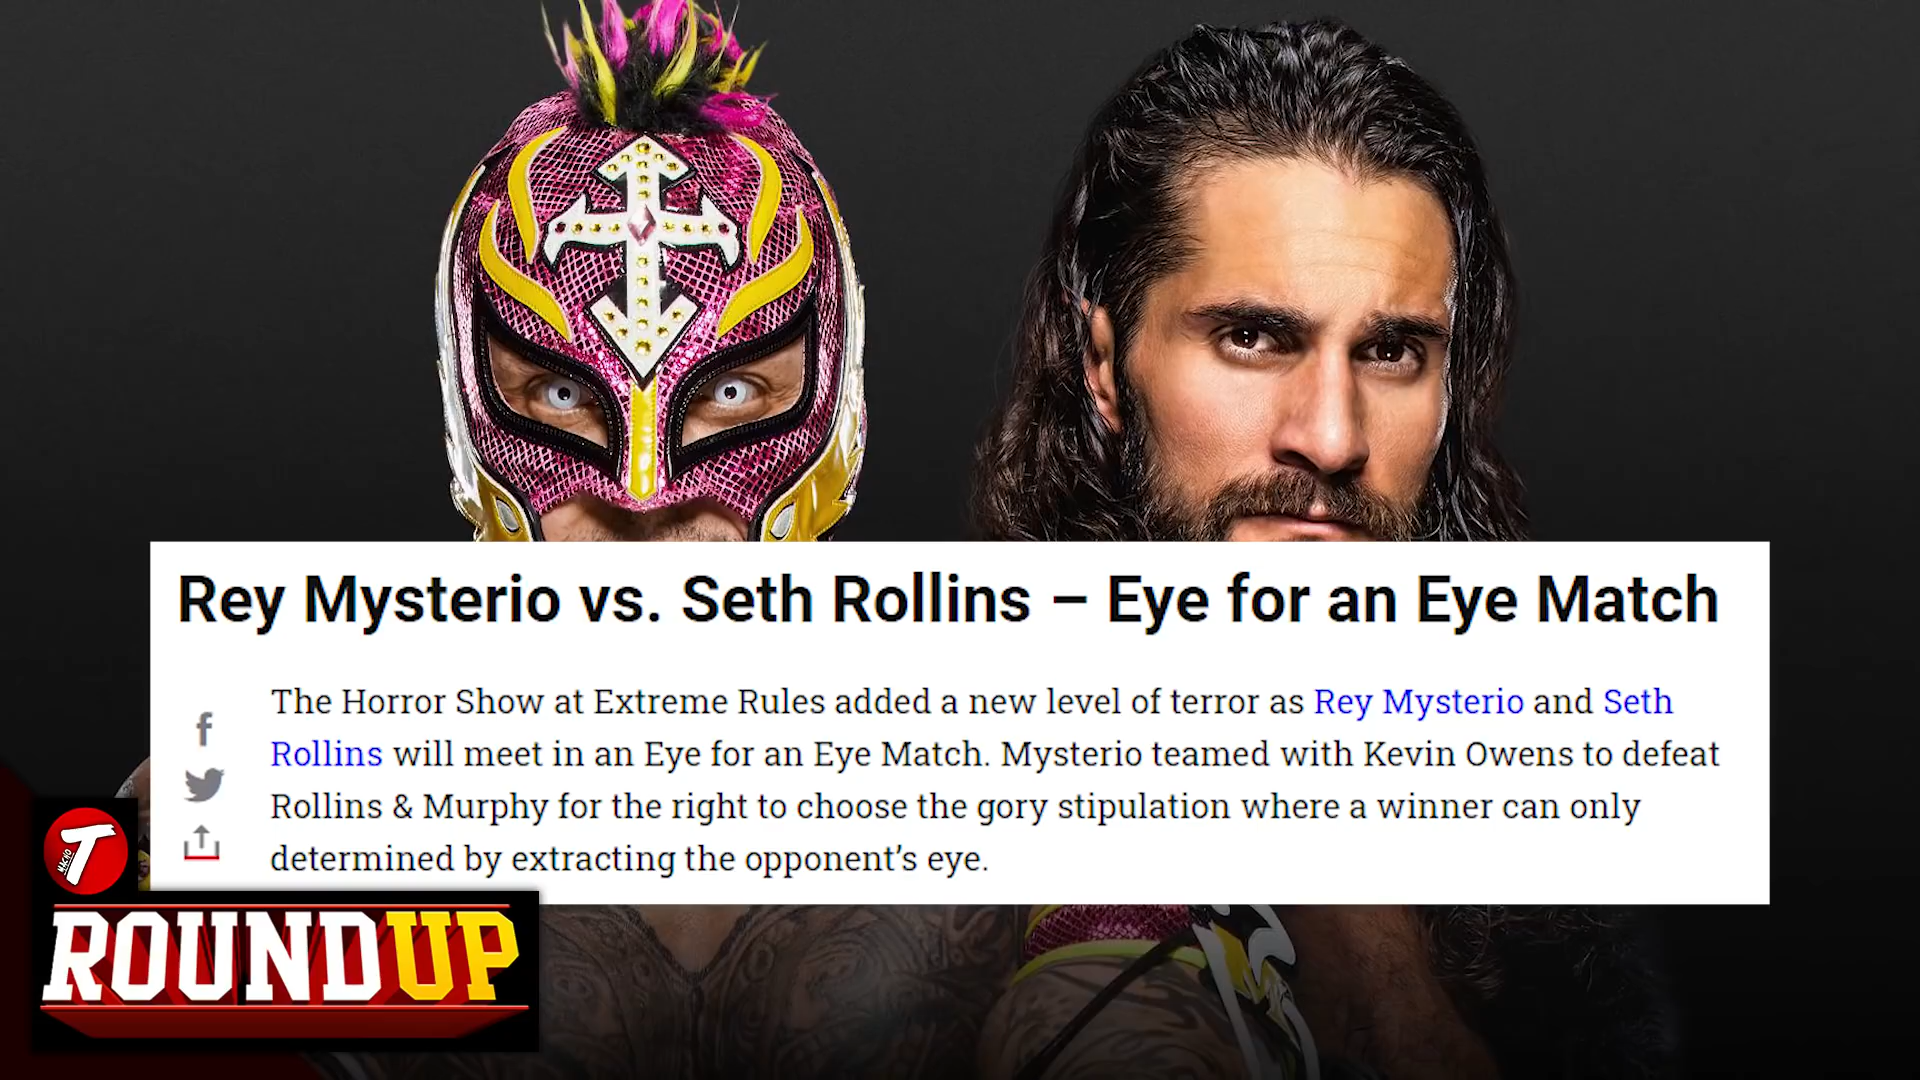 Rey Mysterio vs. Seth Rollins – Eye for an Eye Match
The Horror Show at Extreme Rules added a new level of terror as Rey Mysterio and Seth
Rollins will meet in an Eye for an Eye Match. Mysterio teamed with Kevin Owens to defeat
Rollins & Murphy for the right to choose the gory stipulation where a winner can only
determined by extracting the opponent’s eye.
MACHO T
ROUNDUP